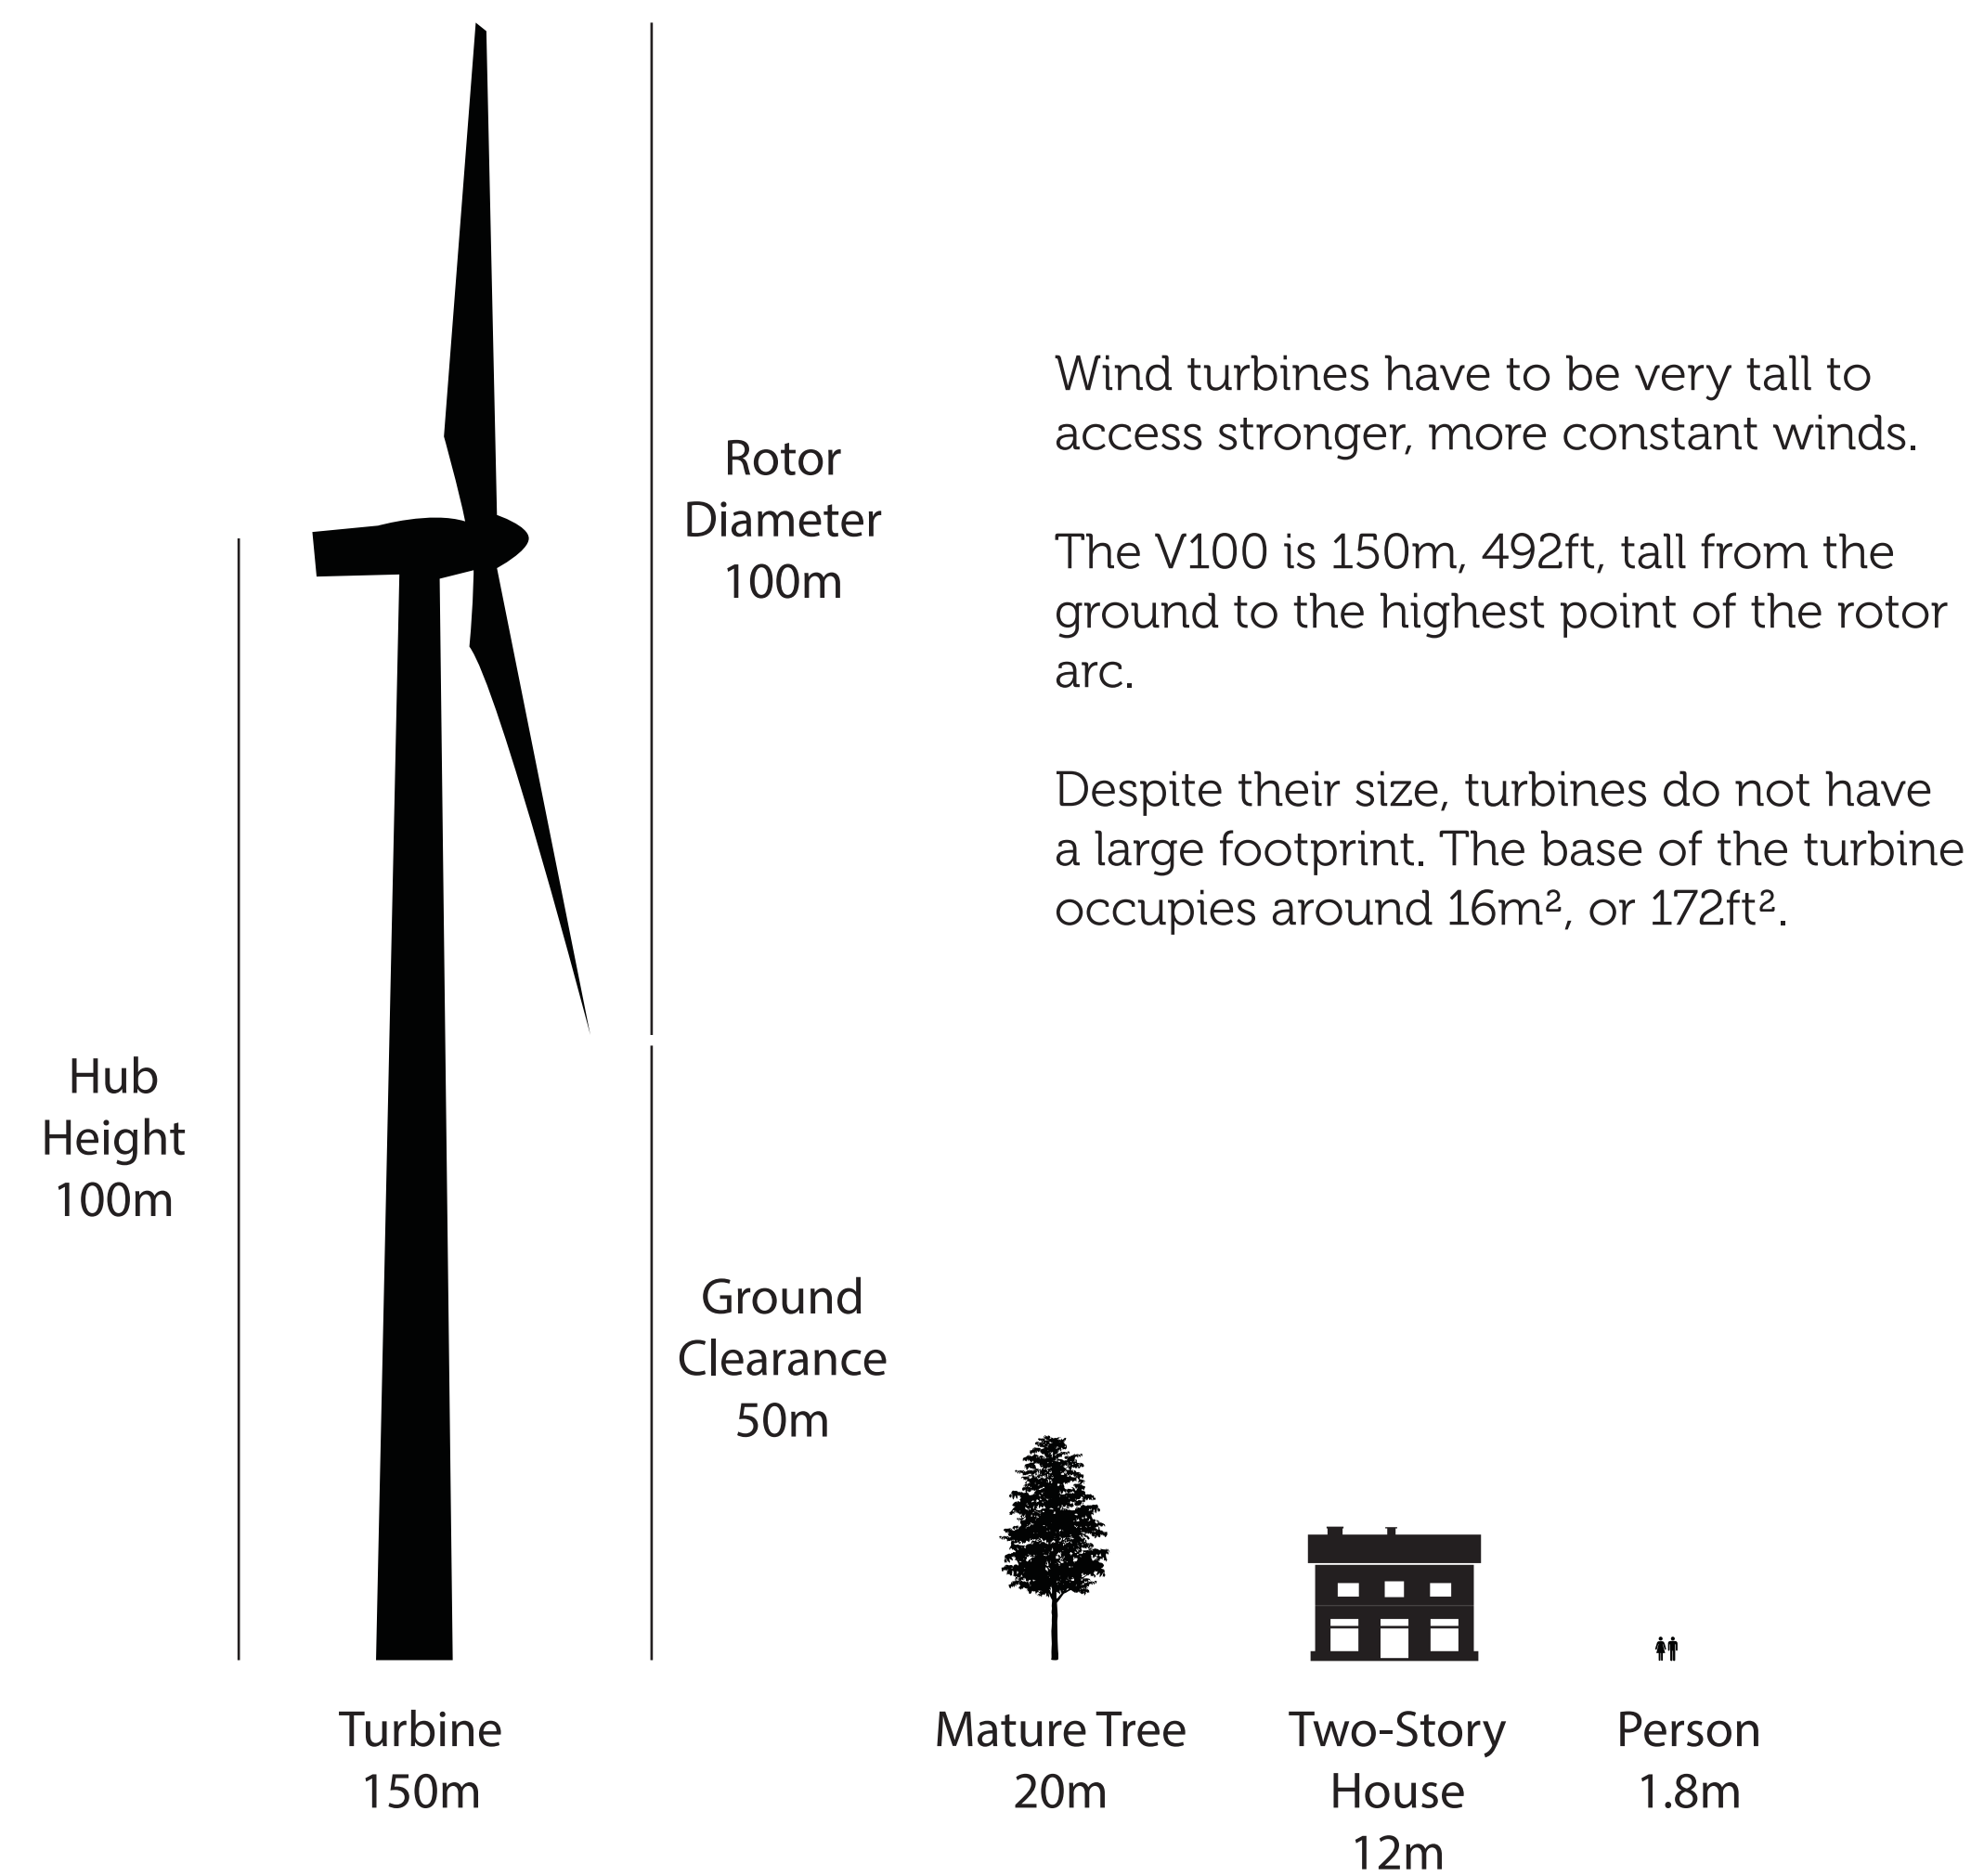 Rotor
Diameter
100m
Wind turbines have to be very tall to
access stronger, more constant winds.
The V100 is 150m, 492ft, tall from the
ground to the highest point of the rotor
arc.
Despite their size, turbines do not have
a large footprint. The base of the turbine
occupies around 16m², or 172ft².
Hub
Height
100m
Ground
Clearance
50m
Turbine
150m
Mature Tree
20m
Two-Story
House
12m
Person
1.8m